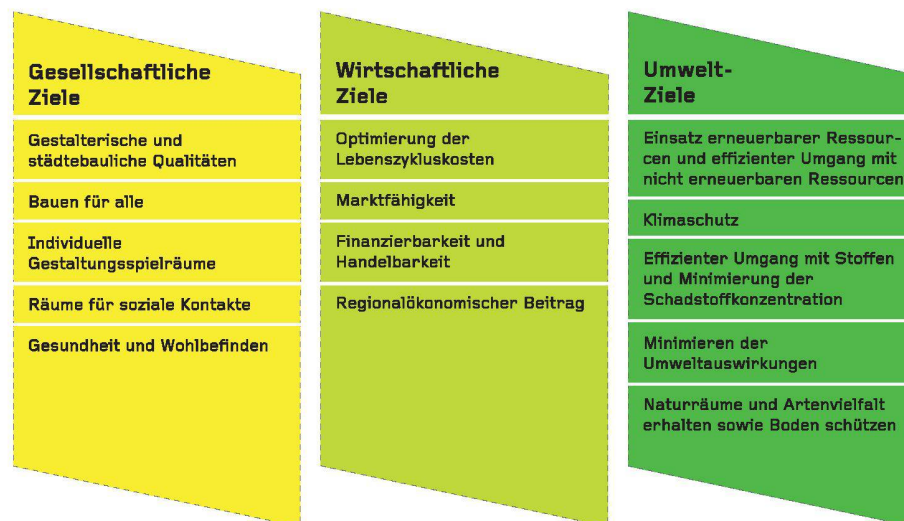 Gesellschaftliche
Ziele
Gestalterische und
städtebauliche Qualitäten
Bauen für alle
Individuelle
Gestaltungsspielräume
Räume für soziale Kontakte
Gesundheit und Wohlbefinden
Wirtschaftliche
Ziele
Optimierung der
Lebenszykluskosten
Marktfähigkeit
Finanzierbarkeit und
Handelbarkeit
Regionalökonomischer Beitrag
Umwelt-
Ziele
Einsatz erneuerbarer Ressour-
cen und effizienter Umgang mit
nicht erneuerbaren Ressourcen
Klimaschutz
Effizienter Umgang mit Stoffen
und Minimierung der
Schadstoffkonzentration
Minimieren der
Umweltauswirkungen
Naturräume und Artenvielfalt
erhalten sowie Boden schützen